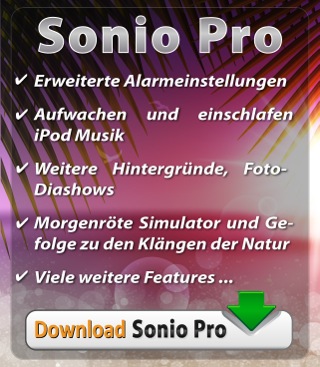 Sonio Pro
✔ Erweiterte Alarmeinstellungen
✔ Aufwachen und einschlafen
iPod Musik
✔ Weitere Hintergründe, Foto-
Diashows
✔ Morgenröte Simulator und Ge-
folge zu den Klängen der Natur
✔ Viele weitere Features ...
Download Sonio Pro